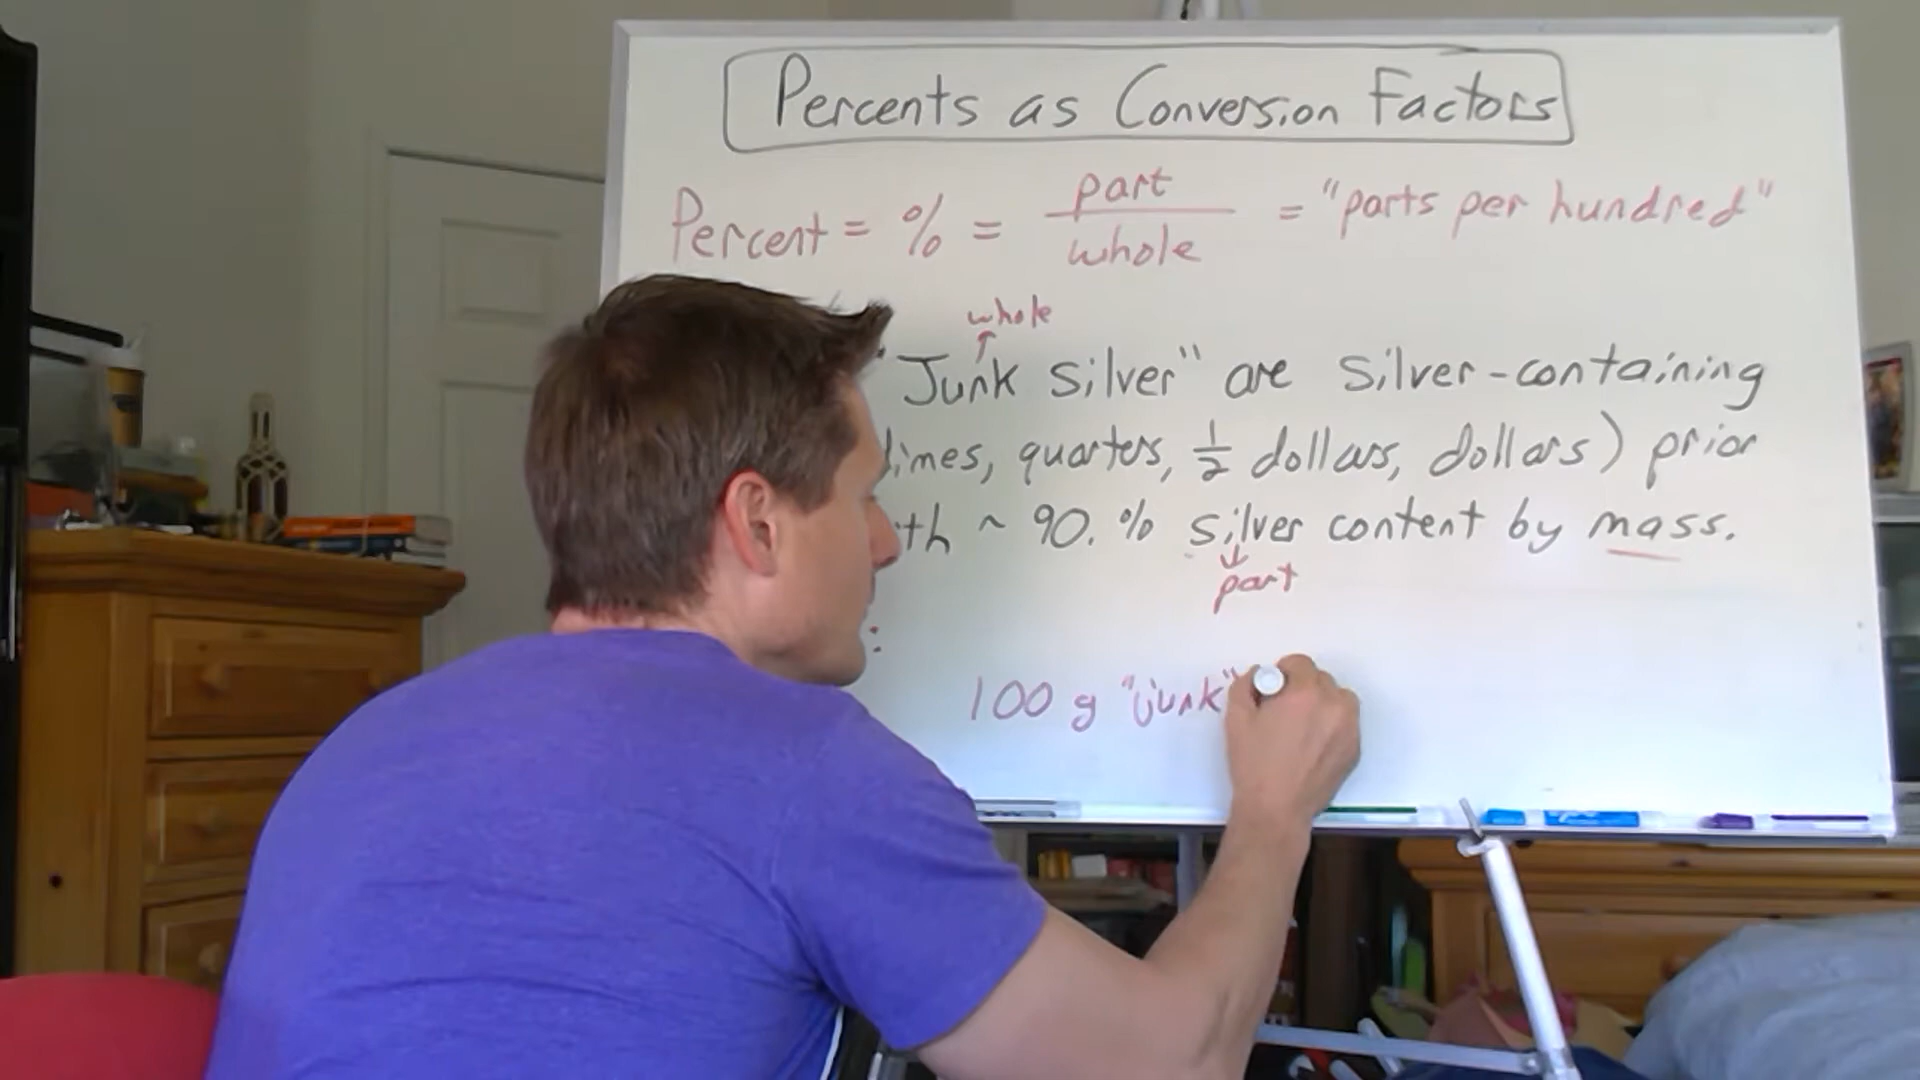 Percents as Conversion Factors
Percent = % = part / whole = "parts per hundred"
whole
↑
"Junk silver" are silver-containing
dimes, quarters, 1/2 dollars, dollars) prior
~ 90. % silver content by mass.
↓
part
:
100 g "junk"